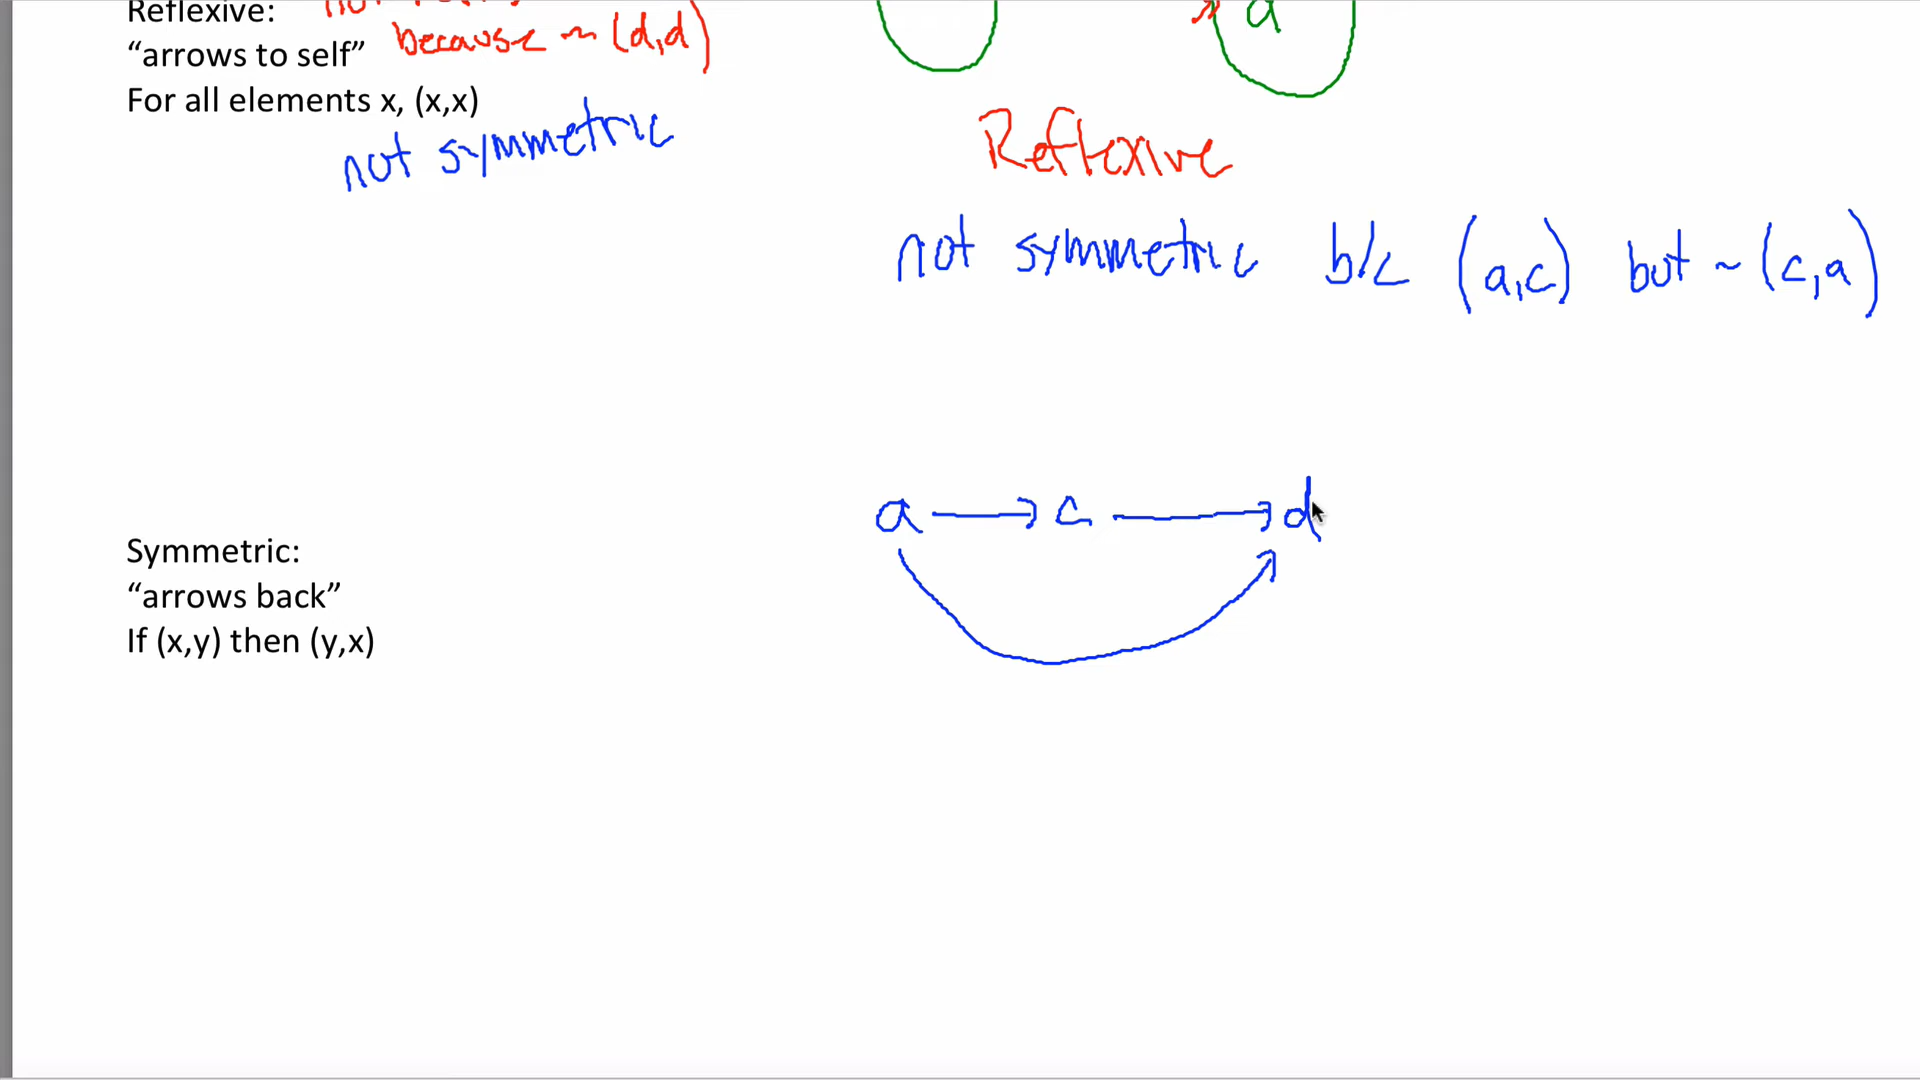 Reflexive:
not
"arrows to self"
because ~ (d,d)
For all elements x, (x,x)
not symmetric
d
Reflexive
not symmetric b/c (a,c) but ~ (c,a)
a → c → d
Symmetric:
"arrows back"
If (x,y) then (y,x)